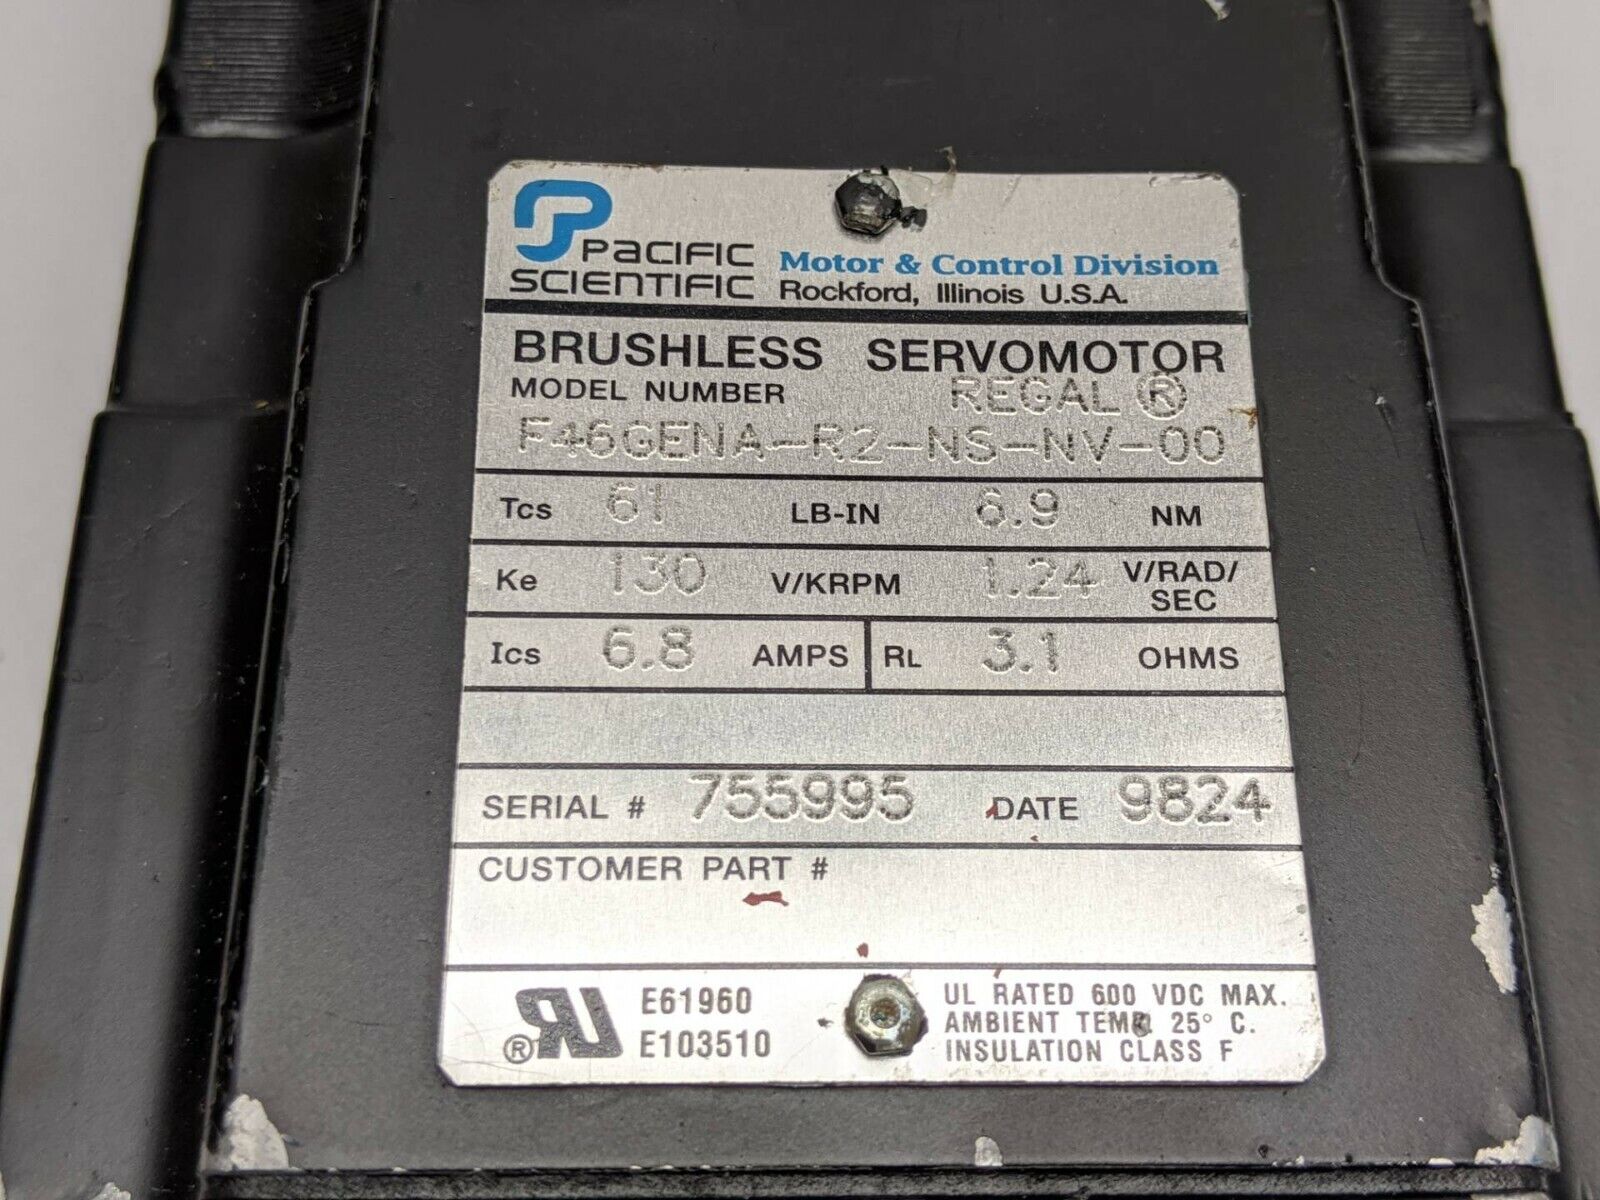 PACIFIC
SCIENTIFIC
Motor & Control Division
Rockford, Illinois U.S.A.
BRUSHLESS SERVOMOTOR
MODEL NUMBER REGAL ®
F46GENA-R2-NS-NV-00
Tcs 61 LB-IN 6.9 NM
Ke 130 V/KRPM 1.24 V/RAD/
SEC
Ics 6.8 AMPS RL 3.1 OHMS
SERIAL # 755995 DATE 9824
CUSTOMER PART #
UR ®
E61960
E103510
UL RATED 600 VDC MAX.
AMBIENT TEMP. 25° C.
INSULATION CLASS F